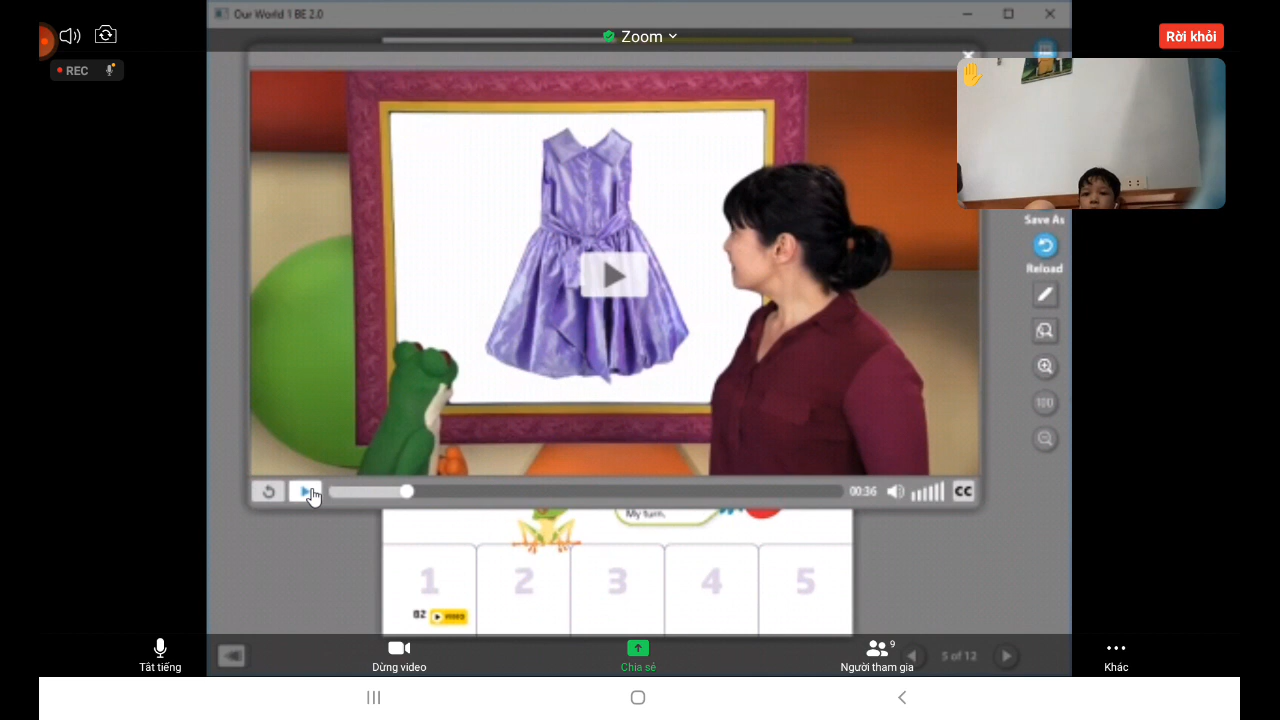 Our World 1 BE 2.0
Zoom
Rời khỏi
REC
Save As
Reload
100
00:36
CC
My turn.
1 2 3 4 5
82 VIDEO
Tắt tiếng
Dừng video
Chia sẻ
Người tham gia 9
5 of 12
Khác